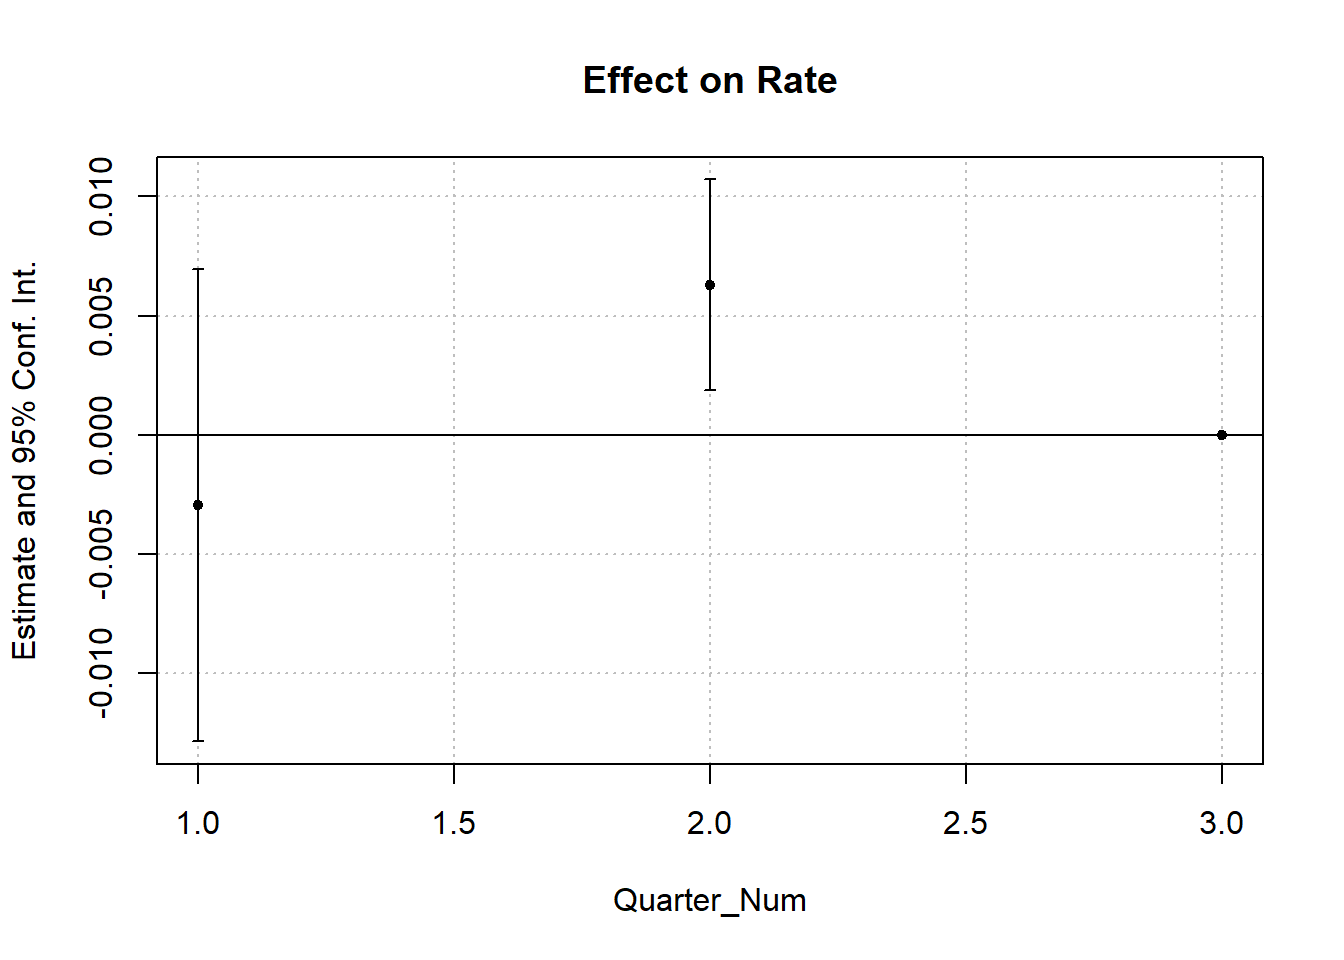 Effect on Rate
Estimate and 95% Conf. Int.
0.010
0.005
0.000
-0.005
-0.010
1.0 1.5 2.0 2.5 3.0
Quarter_Num